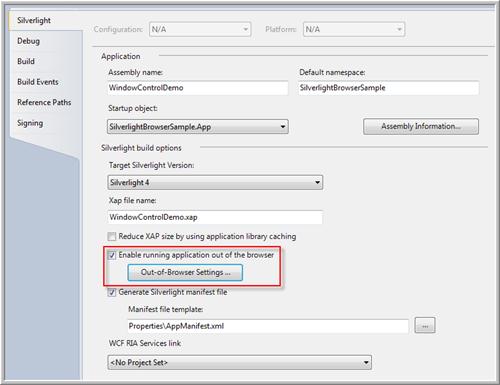 Silverlight
Debug
Build
Build Events
Reference Paths
Signing
Configuration: N/A Platform: N/A
Application
Assembly name: Default namespace:
WindowControlDemo SilverlightBrowserSample
Startup object:
SilverlightBrowserSample.App Assembly Information...
Silverlight build options
Target Silverlight Version:
Silverlight 4
Xap file name:
WindowControlDemo.xap
Reduce XAP size by using application library caching
Enable running application out of the browser
Out-of-Browser Settings ...
Generate Silverlight manifest file
Manifest file template:
Properties\AppManifest.xml ...
WCF RIA Services link
<No Project Set>